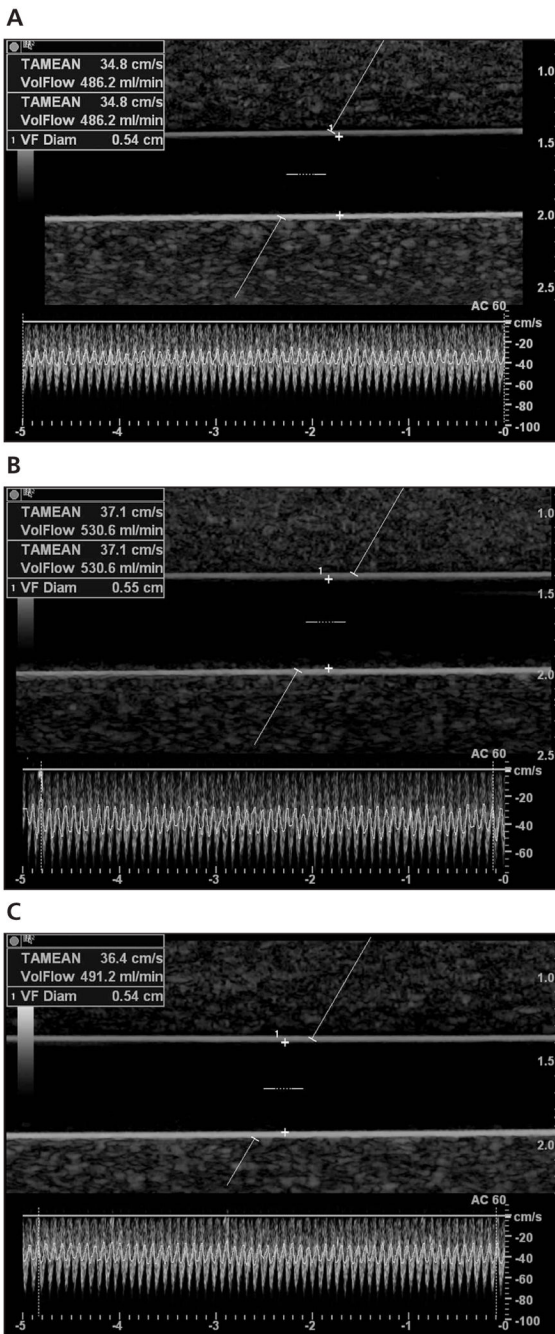 A
TAMEAN 34.8 cm/s
VolFlow 486.2 ml/min
TAMEAN 34.8 cm/s
VolFlow 486.2 ml/min
1 VF Diam 0.54 cm
1.0
1
1.5
2.0
2.5
AC 60
cm/s
-20
-40
-60
-80
-100
-5 -4 -3 -2 -1 -0
B
TAMEAN 37.1 cm/s
VolFlow 530.6 ml/min
TAMEAN 37.1 cm/s
VolFlow 530.6 ml/min
1 VF Diam 0.55 cm
1.0
1
1.5
2.0
2.5
AC 60
cm/s
-20
-40
-60
-5 -4 -3 -2 -1 -0
C
TAMEAN 36.4 cm/s
VolFlow 491.2 ml/min
1 VF Diam 0.54 cm
1.0
1
1.5
2.0
AC 60
cm/s
-20
-40
-60
-80
-100
-5 -4 -3 -2 -1 -0